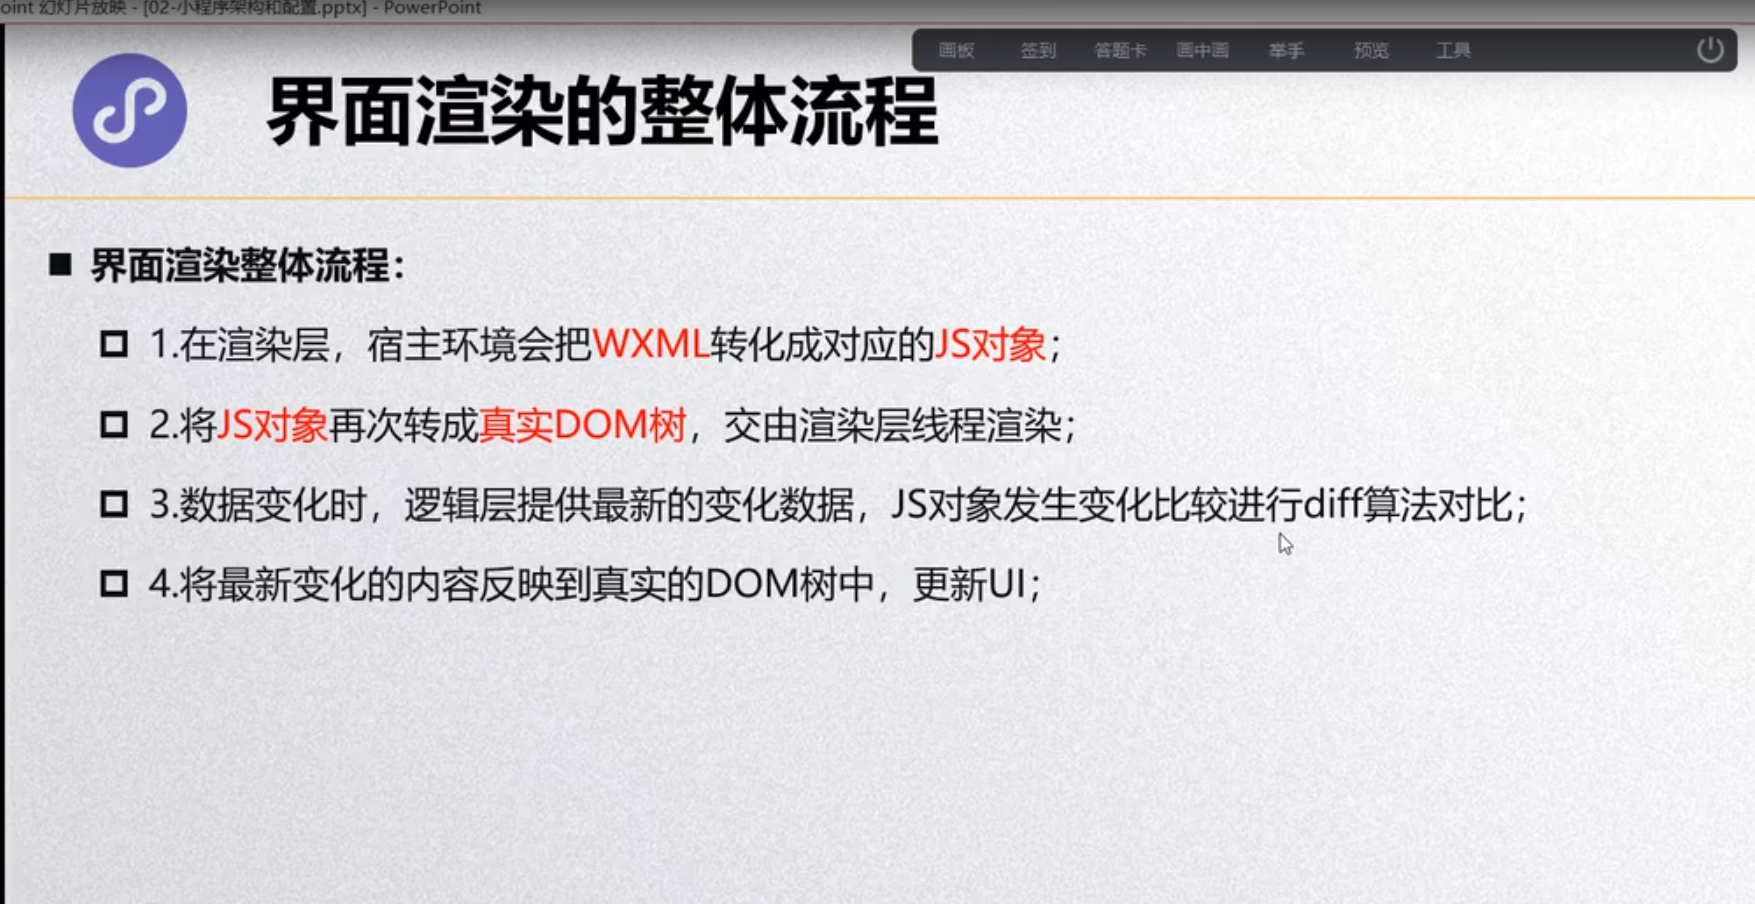 oint 幻灯片放映 - [02-小程序架构和配置.pptx] - PowerPoint
画板 签到 答题卡 画中画 举手 预览 工具
界面渲染的整体流程
界面渲染整体流程：
1.在渲染层，宿主环境会把WXML转化成对应的JS对象；
2.将JS对象再次转成真实DOM树，交由渲染层线程渲染；
3.数据变化时，逻辑层提供最新的变化数据，JS对象发生变化比较进行diff算法对比；
4.将最新变化的内容反映到真实的DOM树中，更新UI；